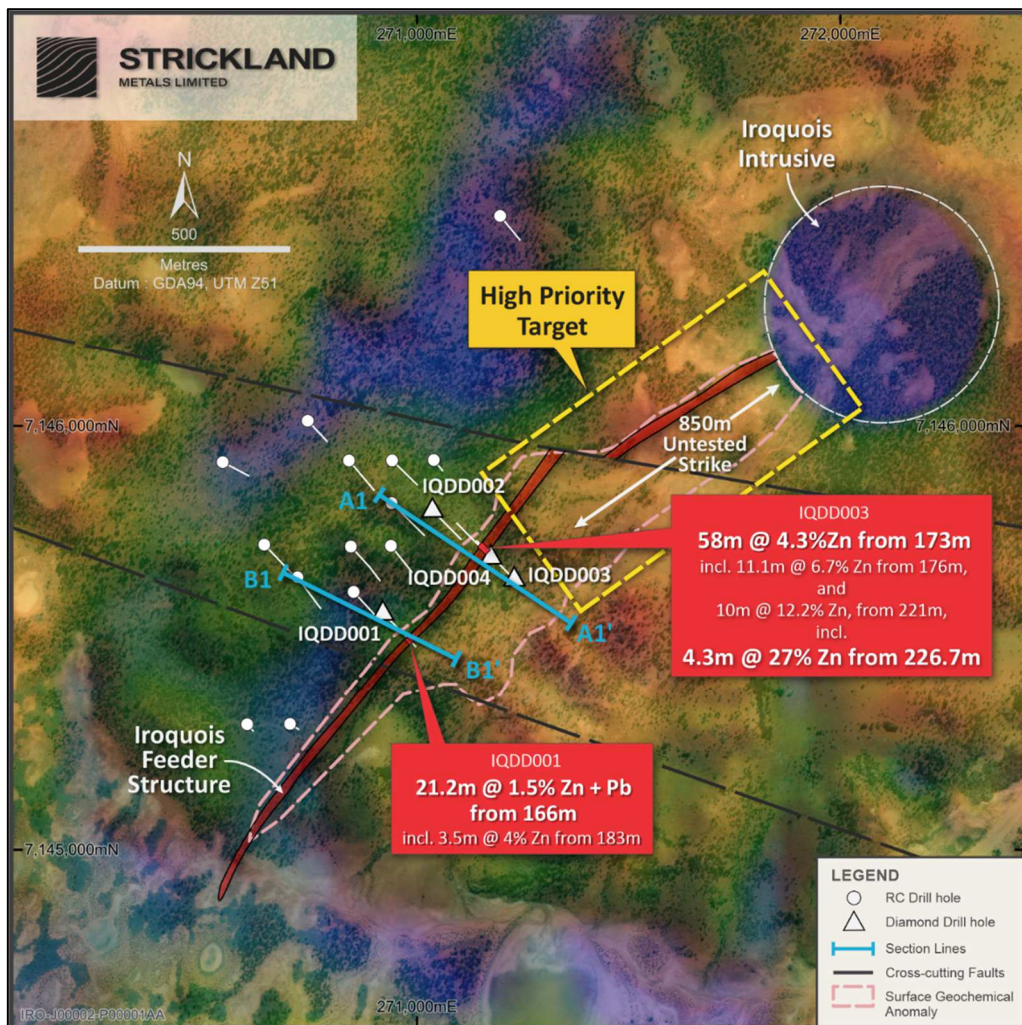 STRICKLAND
METALS LIMITED
271,000mE
272,000mE
N
500
Metres
Datum : GDA94, UTM Z51
Iroquois
Intrusive
High Priority
Target
7,146,000mN
7,146,000mN
850m
Untested
Strike
IQDD002
A1
IQDD004
IQDD003
B1
IQDD001
A1'
B1'
IQDD003
58m @ 4.3%Zn from 173m
incl. 11.1m @ 6.7% Zn from 176m,
and
10m @ 12.2% Zn, from 221m,
incl.
4.3m @ 27% Zn from 226.7m
Iroquois
Feeder
Structure
IQDD001
21.2m @ 1.5% Zn + Pb
from 166m
incl. 3.5m @ 4% Zn from 183m
7,145,000mN
LEGEND
RC Drill hole
Diamond Drill hole
Section Lines
Cross-cutting Faults
Surface Geochemical
Anomaly
271,000mE
IRO-J00002-P00001AA